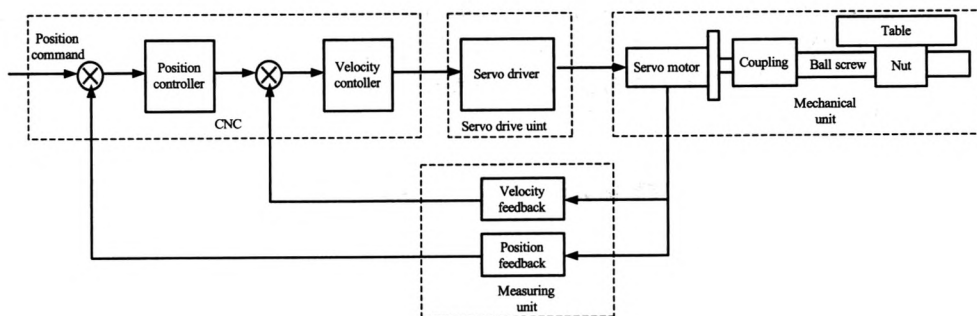 Position
command
Position
controller
Velocity
contoller
CNC
Servo driver
Servo drive uint
Servo motor
Coupling
Ball screw
Nut
Table
Mechanical
unit
Velocity
feedback
Position
feedback
Measuring
unit